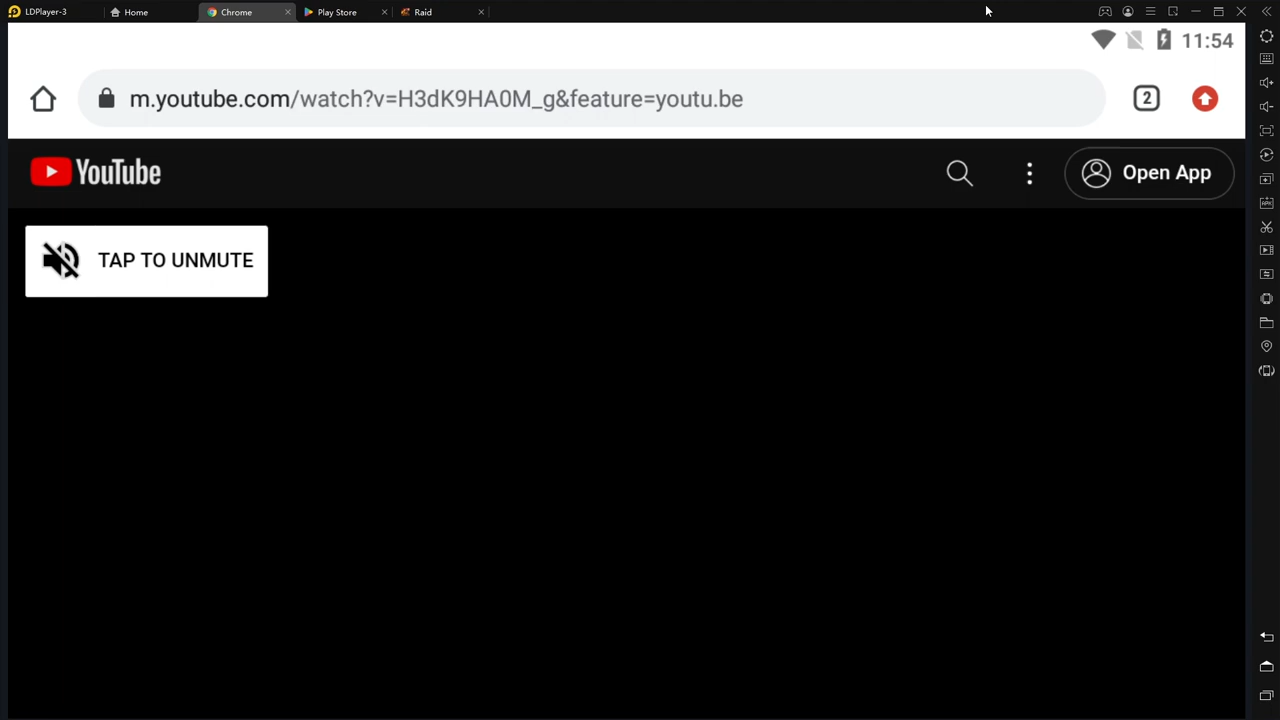 LDPlayer-3 Home Chrome Play Store Raid
11:54
m.youtube.com/watch?v=H3dK9HA0M_g&feature=youtu.be 2
YouTube Open App
TAP TO UNMUTE